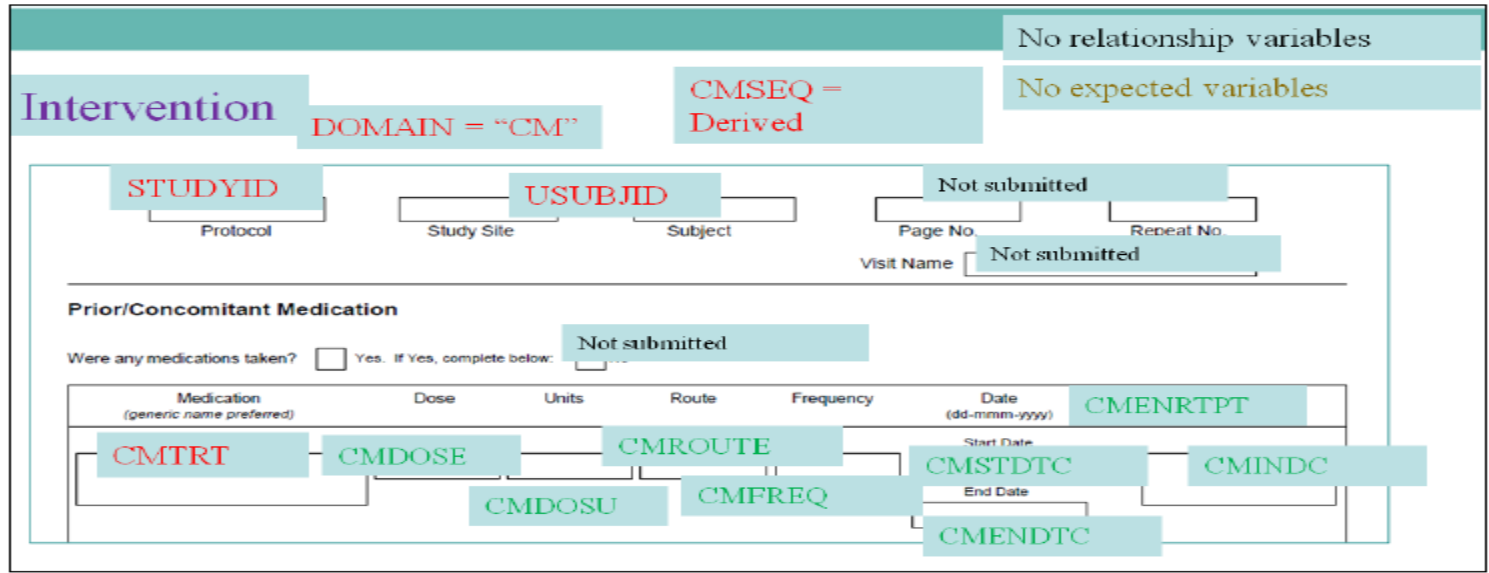 No relationship variables
Intervention
DOMAIN = “CM”
CMSEQ =
Derived
No expected variables
STUDYID
USUBJID
Not submitted
Protocol
Study Site
Subject
Page No.
Repeat No.
Visit Name
Not submitted
Prior/Concomitant Medication
Were any medications taken?
Yes. If Yes, complete below:
Not submitted
Medication
(generic name preferred)
Dose
Units
Route
Frequency
Date
(dd-mmm-yyyy)
CMENRTPT
CMTRT
CMDOSE
CMDOSU
CMROUTE
CMFREQ
Start Date
CMSTDTC
CMINDC
End Date
CMENDTC